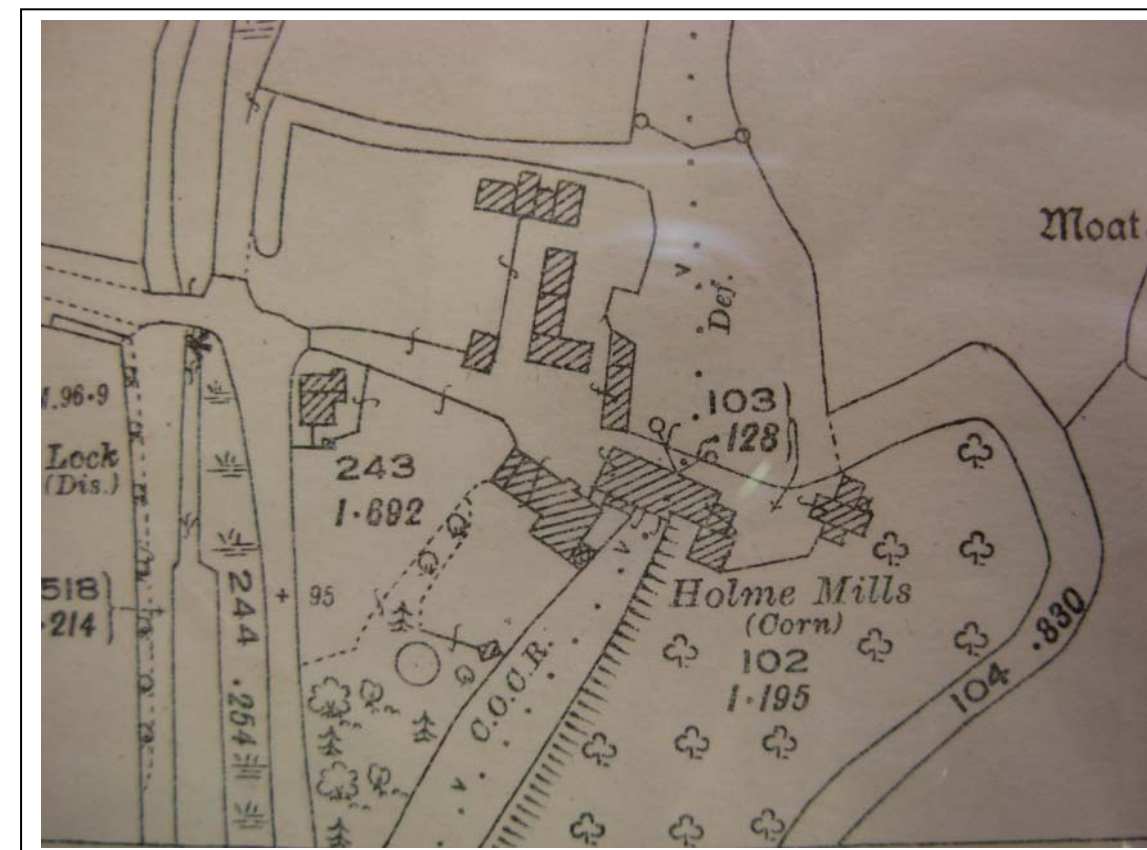 Moat
Def.
103
·128
M.96·9
Lock
(Dis.)
243
1·692
518
·214
244
·254
+ 95
C.O.C.R.
Holme Mills
(Corn)
102
1·195
104 ·830